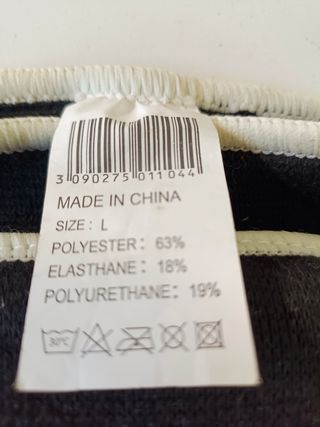 3 090275 011044
MADE IN CHINA
SIZE: L
POLYESTER: 63%
ELASTHANE: 18%
POLYURETHANE: 19%
30°C